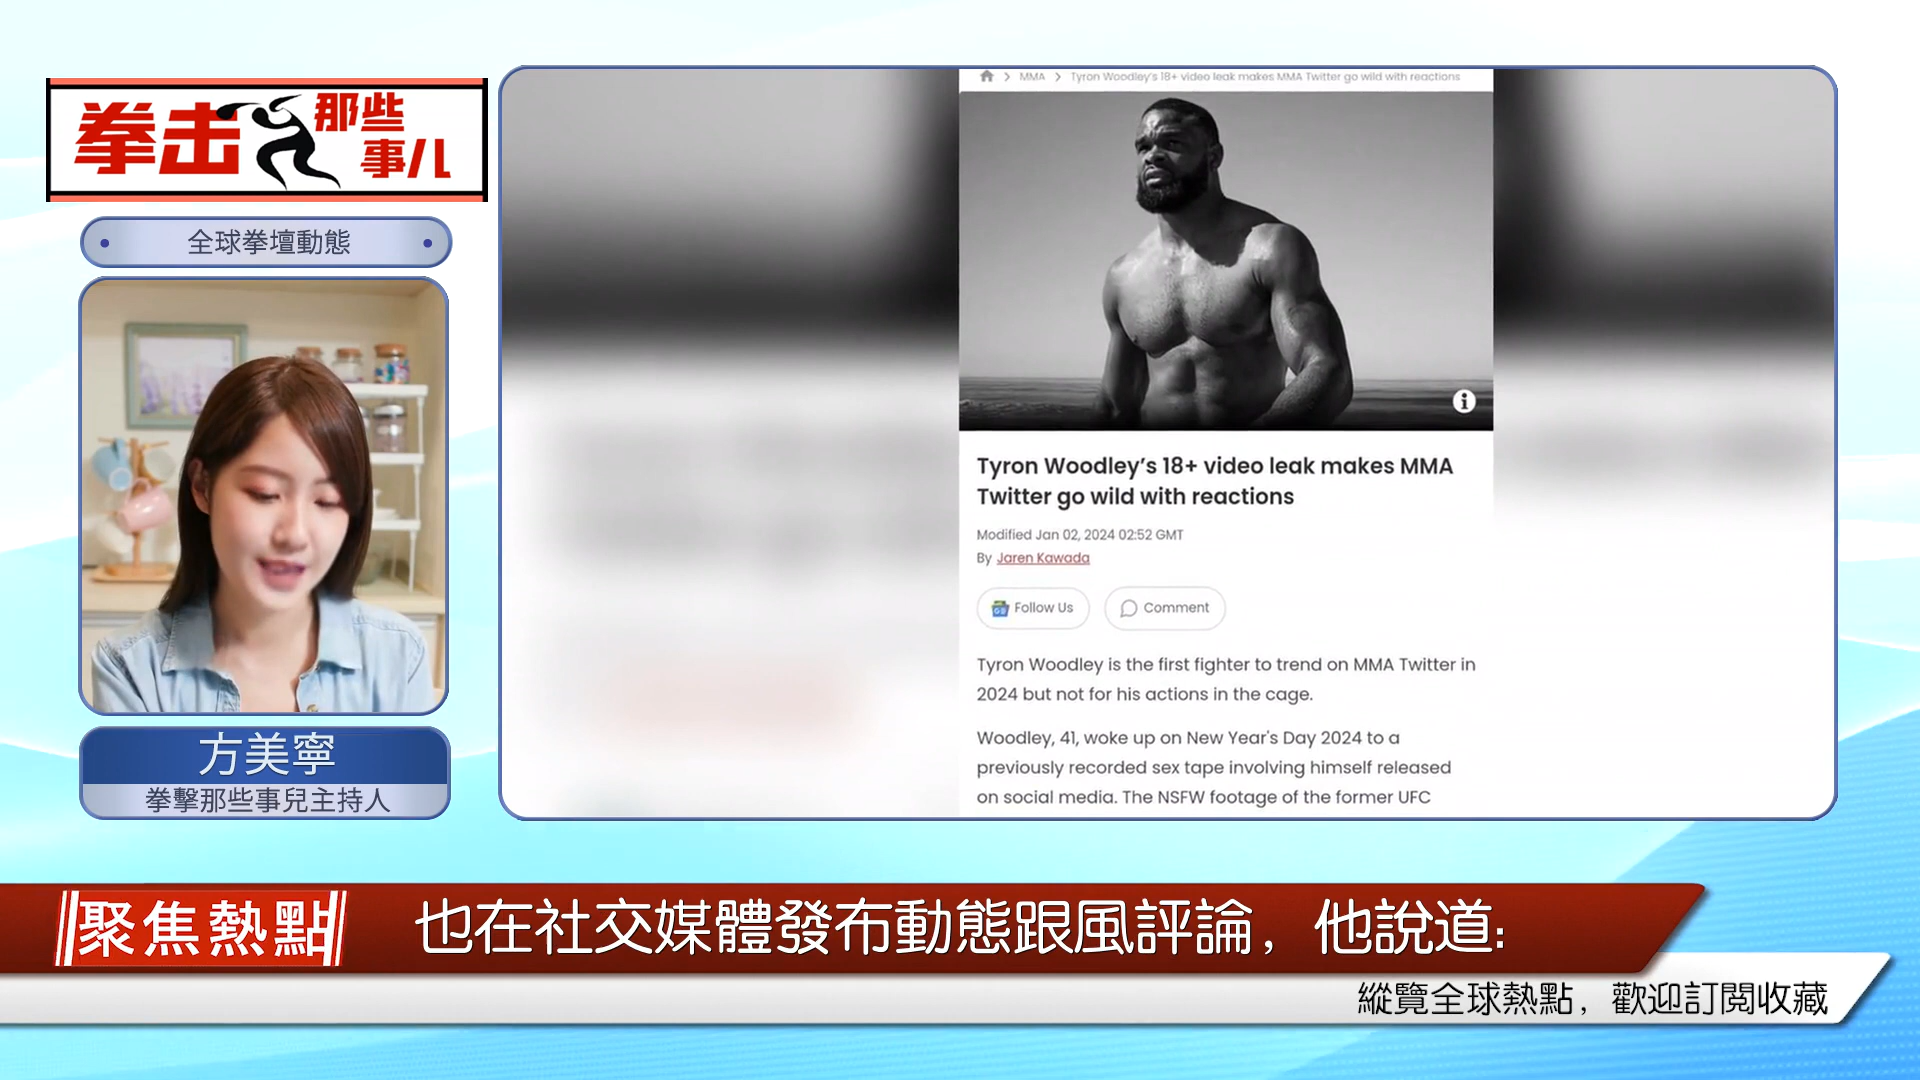 拳击
那些
事儿
全球拳壇動態
方美寧
拳擊那些事兒主持人
MMA > Tyron Woodley's 18+ video leak makes MMA Twitter go wild with reactions
Tyron Woodley's 18+ video leak makes MMA
Twitter go wild with reactions
Modified Jan 02, 2024 02:52 GMT
By Jaren Kawada
Follow Us
Comment
Tyron Woodley is the first fighter to trend on MMA Twitter in
2024 but not for his actions in the cage.
Woodley, 41, woke up on New Year's Day 2024 to a
previously recorded sex tape involving himself released
on social media. The NSFW footage of the former UFC
聚焦熱點
也在社交媒體發布動態跟風評論，他說道:
縱覽全球熱點，歡迎訂閱收藏